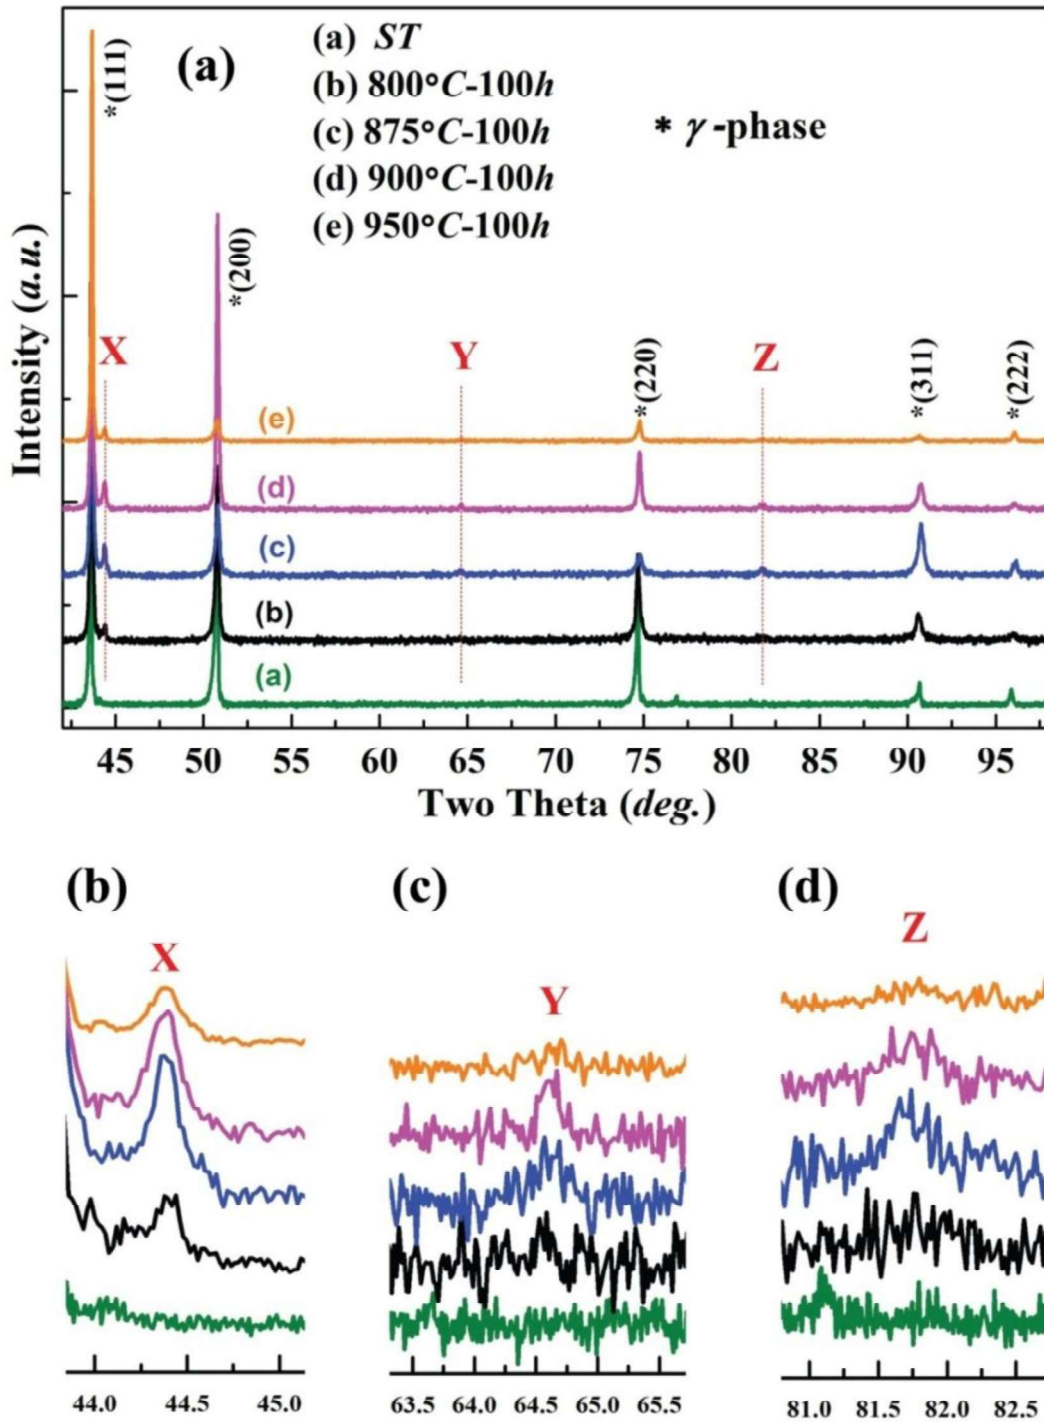 (a)
(a) ST
(b) 800°C-100h
(c) 875°C-100h
(d) 900°C-100h
(e) 950°C-100h
* γ -phase
*(111)
*(200)
*(220)
*(311)
*(222)
X
Y
Z
(e)
(d)
(c)
(b)
(a)
Intensity (a.u.)
45 50 55 60 65 70 75 80 85 90 95
Two Theta (deg.)
(b)
X
44.0 44.5 45.0
(c)
Y
63.5 64.0 64.5 65.0 65.5
(d)
Z
81.0 81.5 82.0 82.5